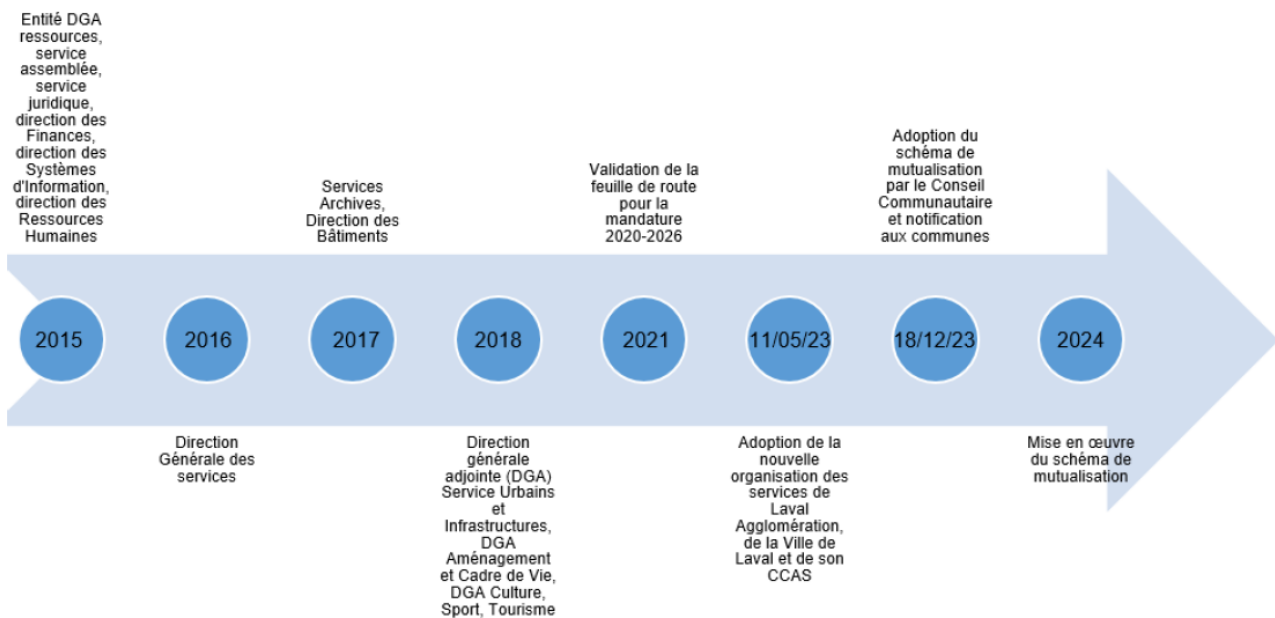 Entité DGA
ressources,
service
assemblée,
service
juridique,
direction des
Finances,
direction des
Systèmes
d'Information,
direction des
Ressources
Humaines
Services
Archives,
Direction des
Bâtiments
Validation de la
feuille de route
pour la
mandature
2020-2026
Adoption du
schéma de
mutualisation
par le Conseil
Communautaire
et notification
aux communes
2015
2016
2017
2018
2021
11/05/23
18/12/23
2024
Direction
Générale des
services
Direction
générale
adjointe (DGA)
Service Urbains
et
Infrastructures,
DGA
Aménagement
et Cadre de Vie,
DGA Culture,
Sport, Tourisme
Adoption de la
nouvelle
organisation des
services de
Laval
Agglomération,
de la Ville de
Laval et de son
CCAS
Mise en œuvre
du schéma de
mutualisation